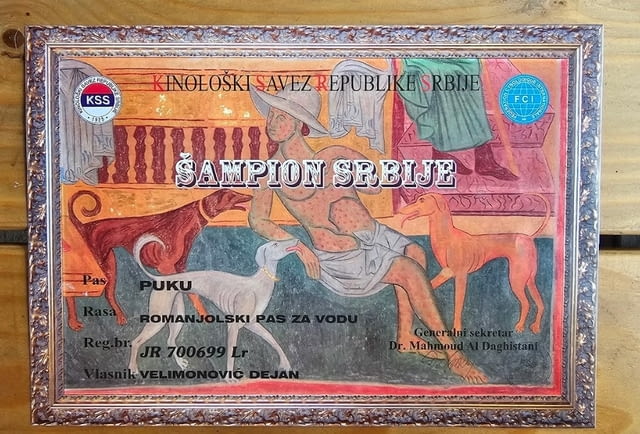 KINOLOŠKI SAVEZ REPUBLIKE SRBIJE
KSS
1925
FCI
ŠAMPION SRBIJE
Pas PUKU
Rasa ROMANJOLSKI PAS ZA VODU
Reg.br. JR 700699 Lr
Vlasnik VELIMONOVIĆ DEJAN
Generalni sekretar
Dr. Mahmoud Al Daghistani